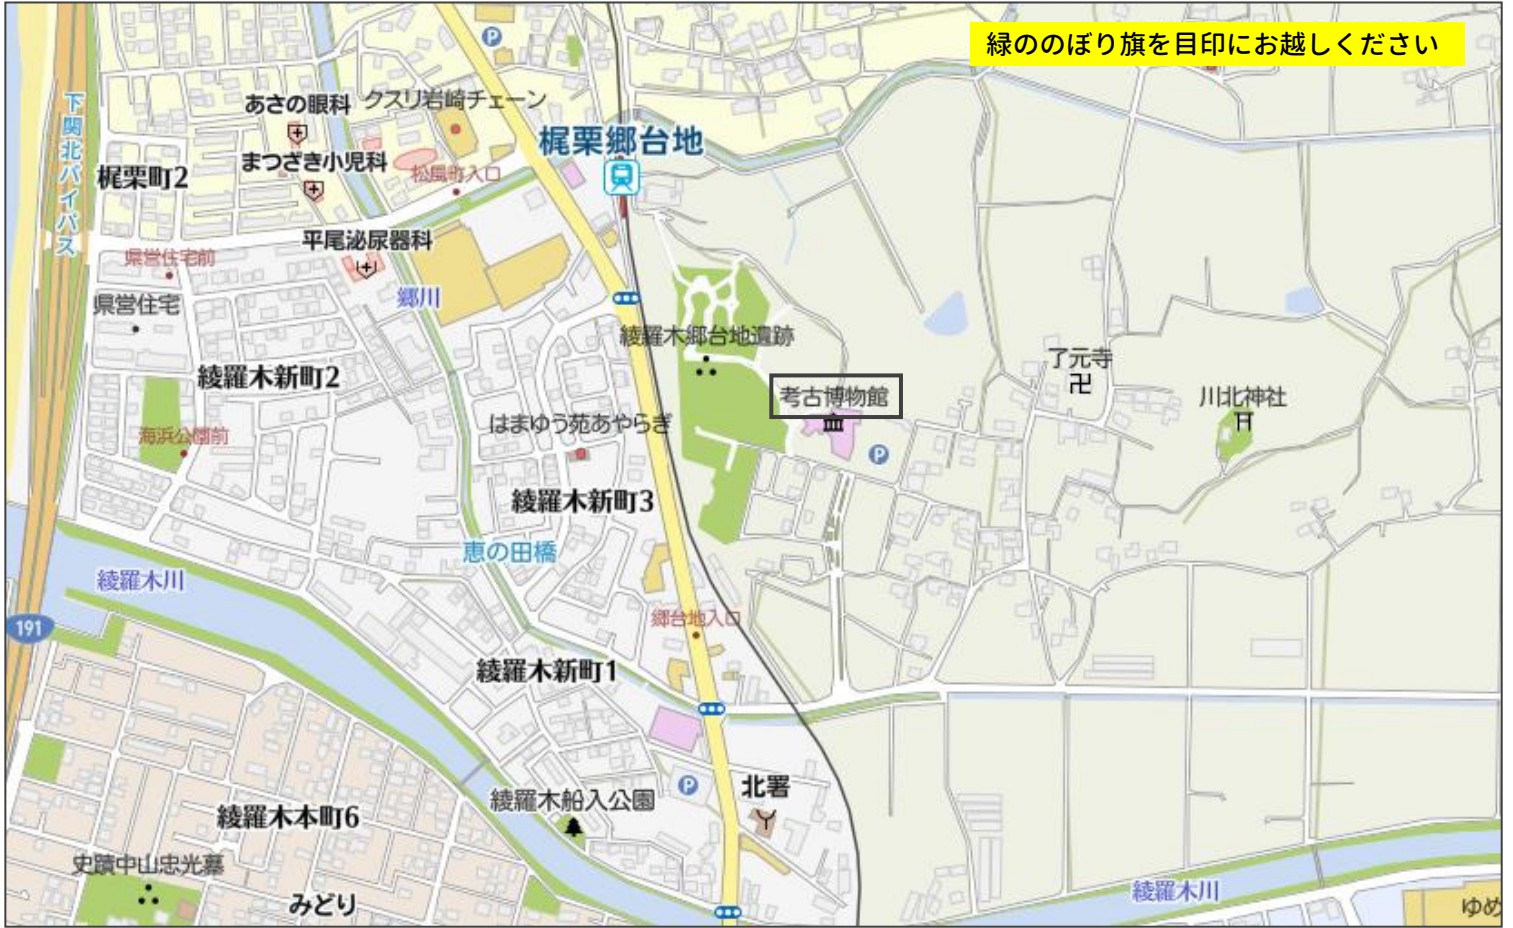 緑ののぼり旗を目印にお越しください
下関北バイパス
あさの眼科
クスリ岩崎チェーン
梶栗郷台地
まつざき小児科
松風町入口
梶栗町2
平尾泌尿器科
県営住宅前
県営住宅
郷川
綾羅木郷台地遺跡
綾羅木新町2
考古博物館
了元寺
川北神社
海浜公園前
はまゆう苑あやらぎ
綾羅木新町3
恵の田橋
綾羅木川
191
郷台地入口
綾羅木新町1
北署
綾羅木船入公園
綾羅木本町6
史蹟中山忠光墓
みどり
綾羅木川
ゆめ
P
P
P